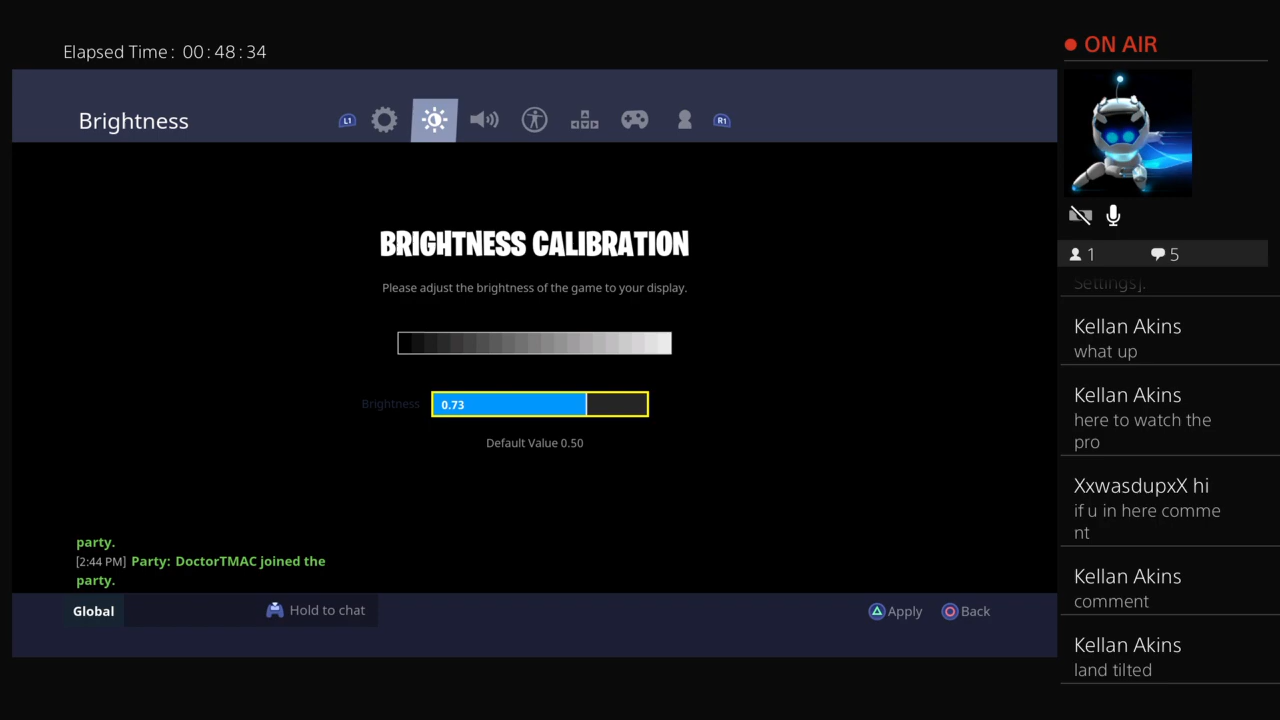 Elapsed Time: 00:48:34
ON AIR
Brightness
L1
R1
BRIGHTNESS CALIBRATION
Please adjust the brightness of the game to your display.
Brightness
0.73
Default Value 0.50
party.
[2:44 PM] Party: DoctorTMAC joined the
party.
Global
Hold to chat
Apply
Back
1
5
Settings].
Kellan Akins
what up
Kellan Akins
here to watch the
pro
XxwasdupxX hi
if u in here comme
nt
Kellan Akins
comment
Kellan Akins
land tilted